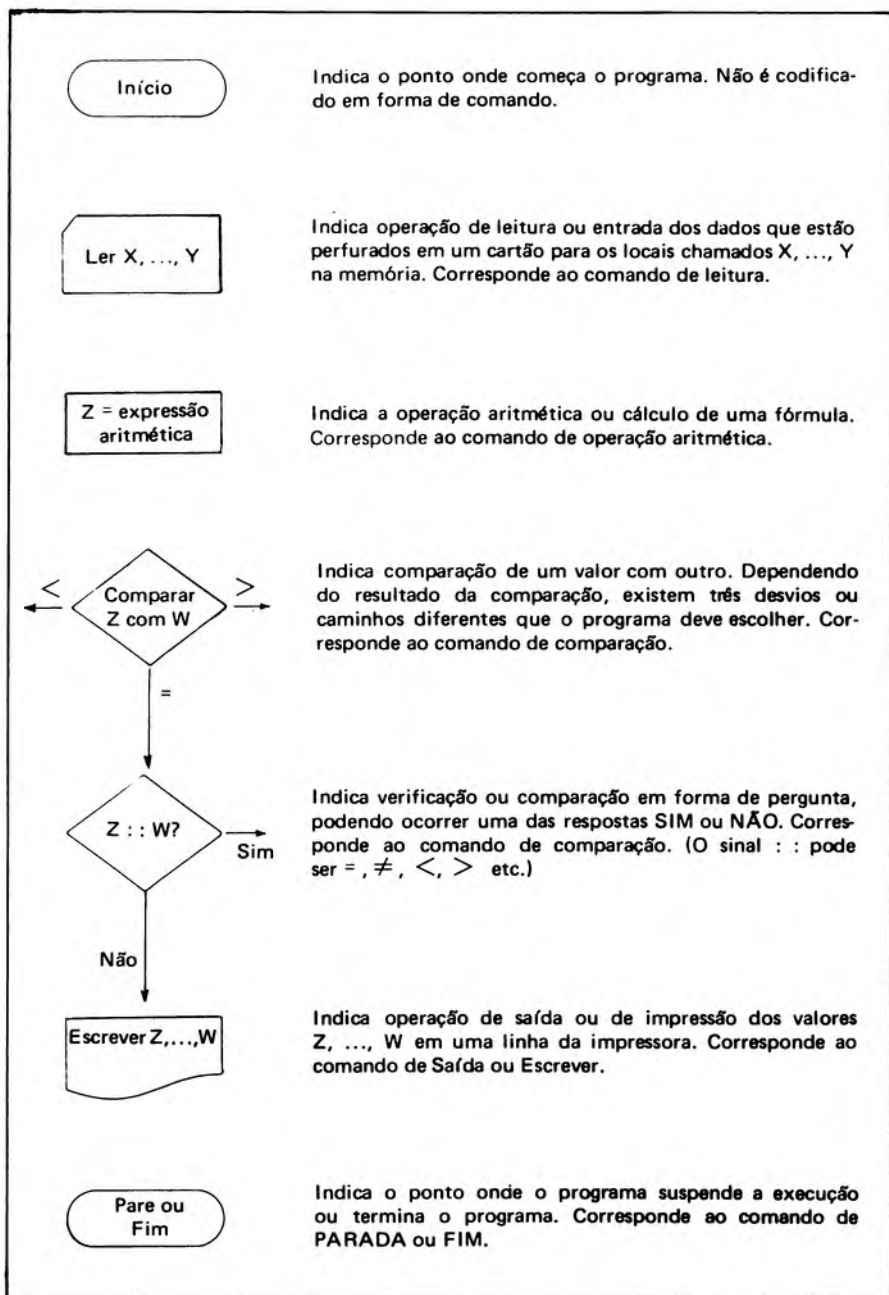 Início
Indica o ponto onde começa o programa. Não é codifica-
do em forma de comando.
Ler X, ..., Y
Indica operação de leitura ou entrada dos dados que estão
perfurados em um cartão para os locais chamados X, ..., Y
na memória. Corresponde ao comando de leitura.
Z = expressão
aritmética
Indica a operação aritmética ou cálculo de uma fórmula.
Corresponde ao comando de operação aritmética.
<
Comparar
Z com W
>
=
Indica comparação de um valor com outro. Dependendo
do resultado da comparação, existem três desvios ou
caminhos diferentes que o programa deve escolher. Cor-
responde ao comando de comparação.
Z : : W?
Sim
Não
Indica verificação ou comparação em forma de pergunta,
podendo ocorrer uma das respostas SIM ou NÃO. Corres-
ponde ao comando de comparação. (O sinal : : pode
ser = , ≠ , <, > etc.)
Escrever Z,...,W
Indica operação de saída ou de impressão dos valores
Z, ..., W em uma linha da impressora. Corresponde ao
comando de Saída ou Escrever.
Pare ou
Fim
Indica o ponto onde o programa suspende a execução
ou termina o programa. Corresponde ao comando de
PARADA ou FIM.